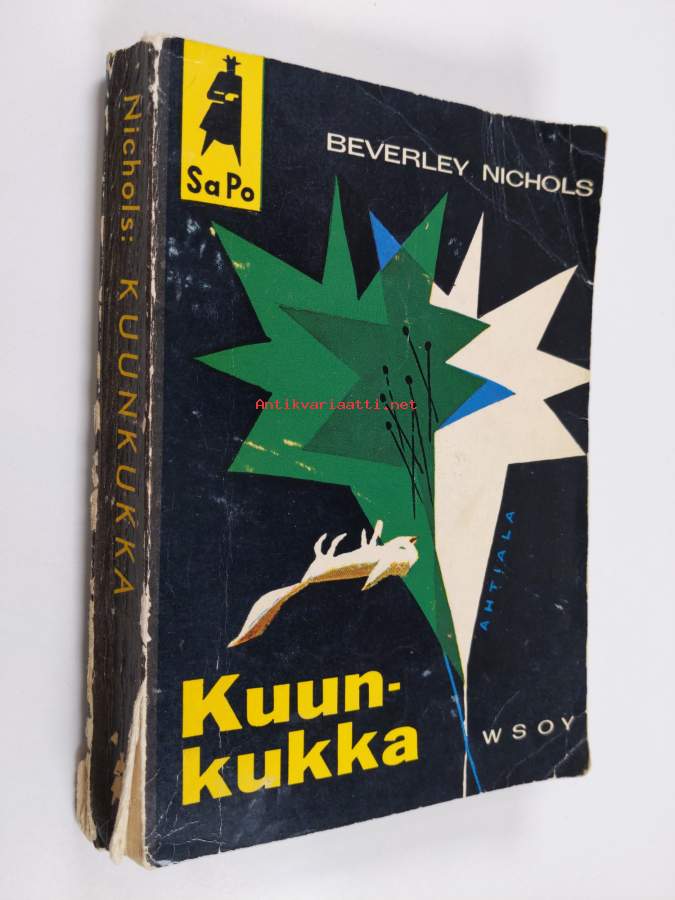 Nichols: KUUNKUKKA
SaPo
BEVERLEY NICHOLS
Antikvariaatti.net
AHTIALA
Kuun-
kukka
WSOY